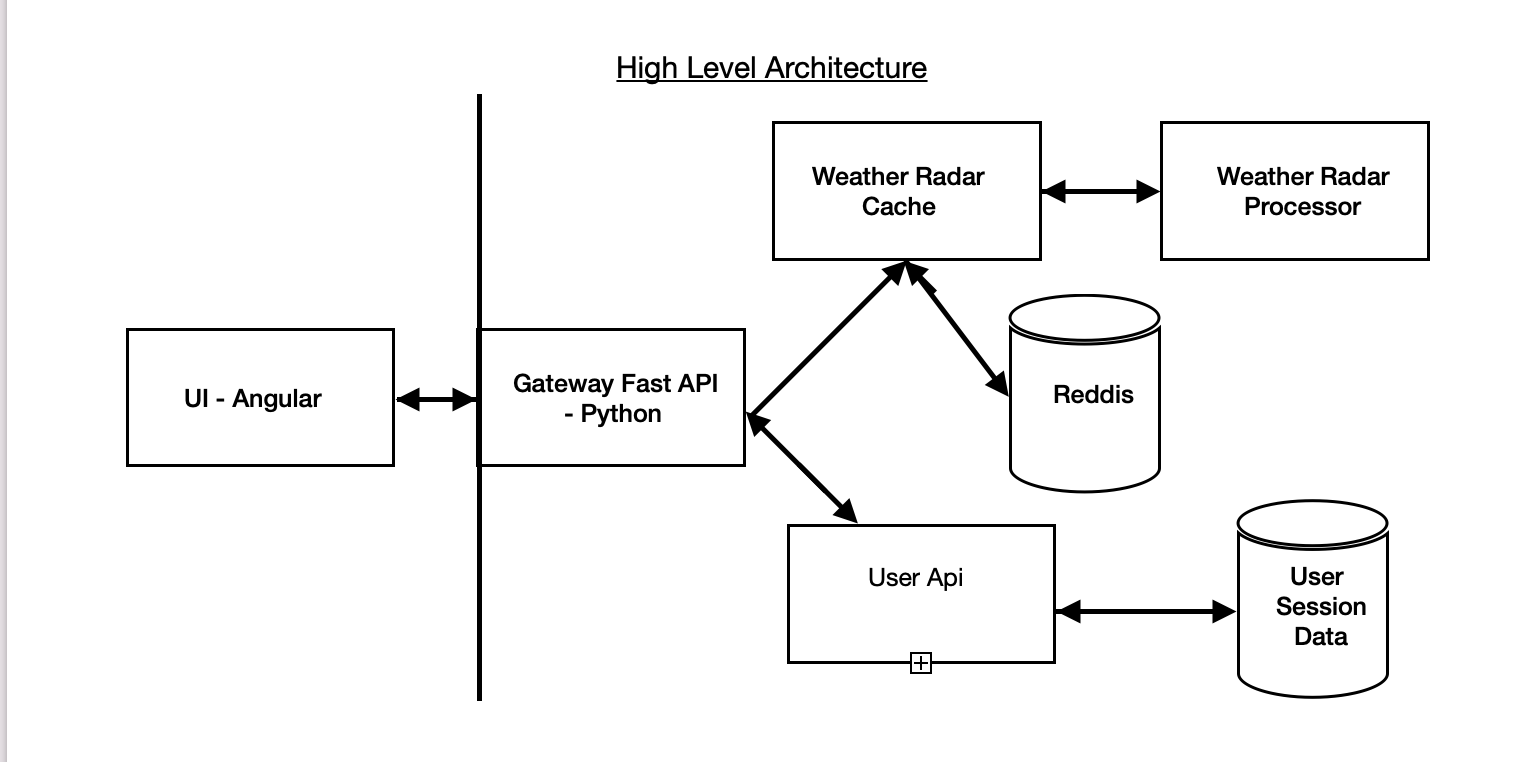 High Level Architecture
Weather Radar
Cache
Weather Radar
Processor
UI - Angular
Gateway Fast API
- Python
Reddis
User Api
User
Session
Data